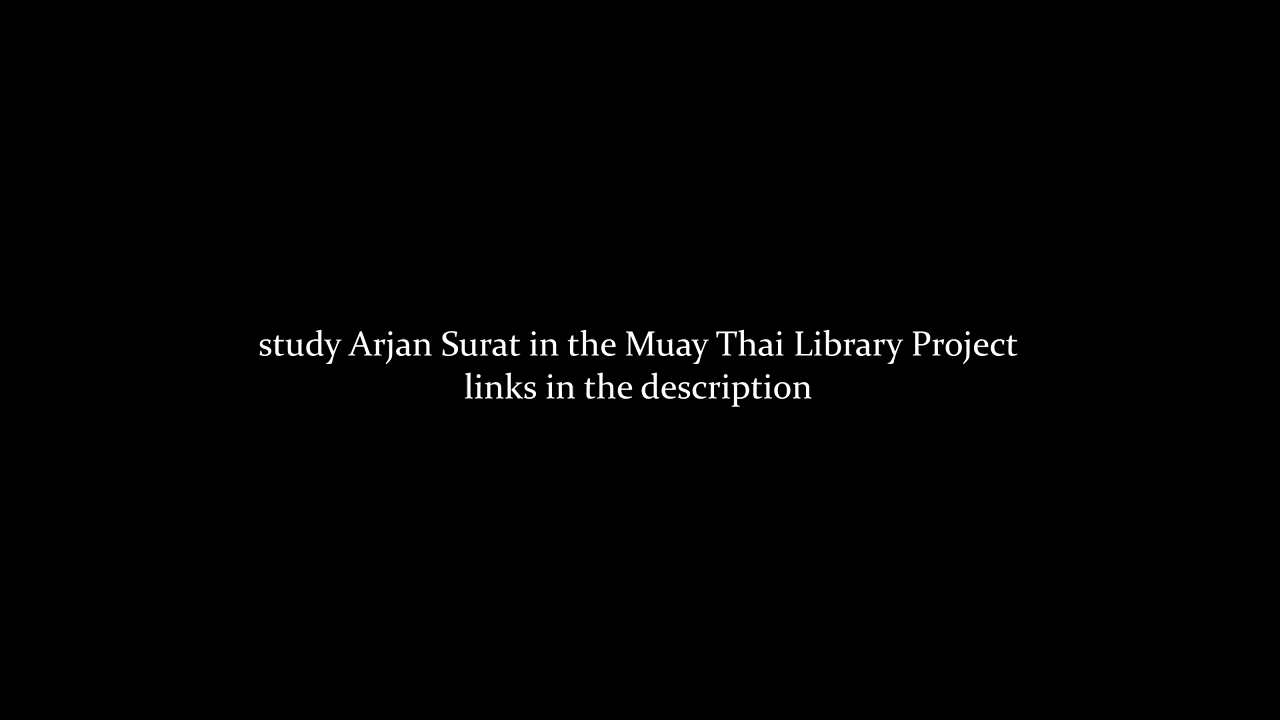 study Arjan Surat in the Muay Thai Library Project
links in the description